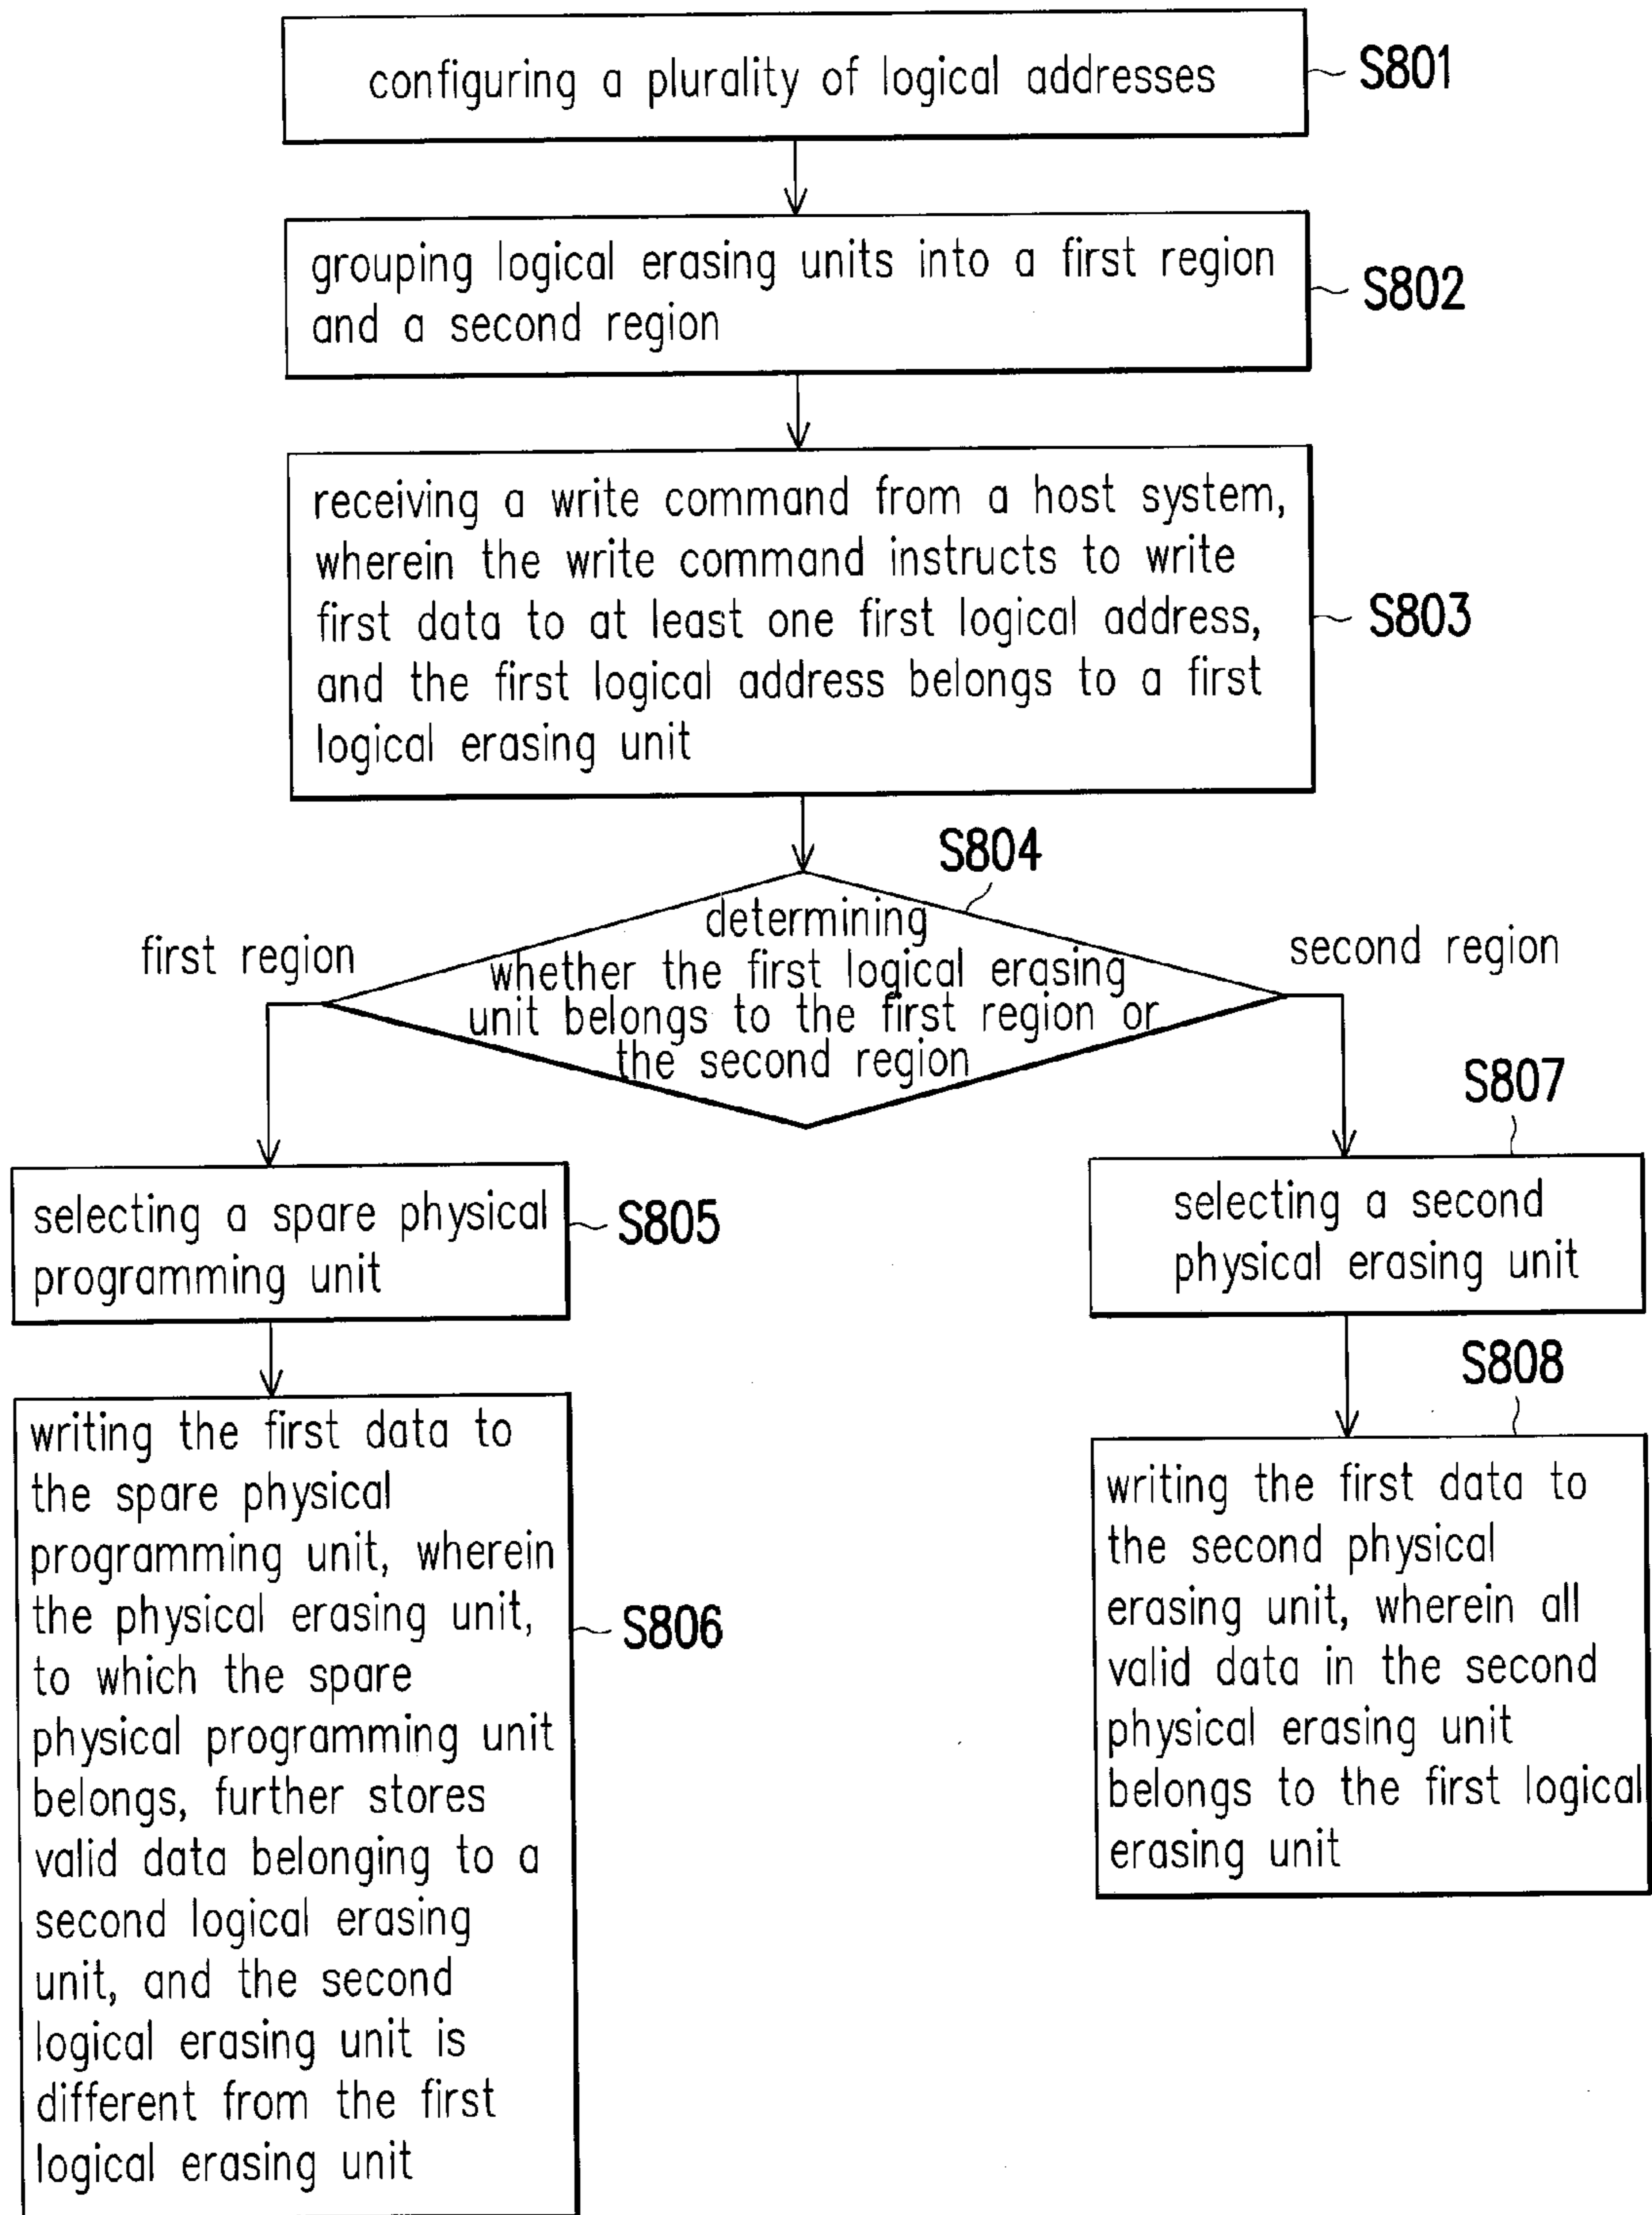 configuring a plurality of logical addresses
S801
grouping logical erasing units into a first region
and a second region
S802
receiving a write command from a host system,
wherein the write command instructs to write
first data to at least one first logical address,
and the first logical address belongs to a first
logical erasing unit
S803
S804
determining
whether the first logical erasing
unit belongs to the first region or
the second region
first region
second region
selecting a spare physical
programming unit
S805
writing the first data to
the spare physical
programming unit, wherein
the physical erasing unit,
to which the spare
physical programming unit
belongs, further stores
valid data belonging to a
second logical erasing
unit, and the second
logical erasing unit is
different from the first
logical erasing unit
S806
S807
selecting a second
physical erasing unit
S808
writing the first data to
the second physical
erasing unit, wherein all
valid data in the second
physical erasing unit
belongs to the first logical
erasing unit